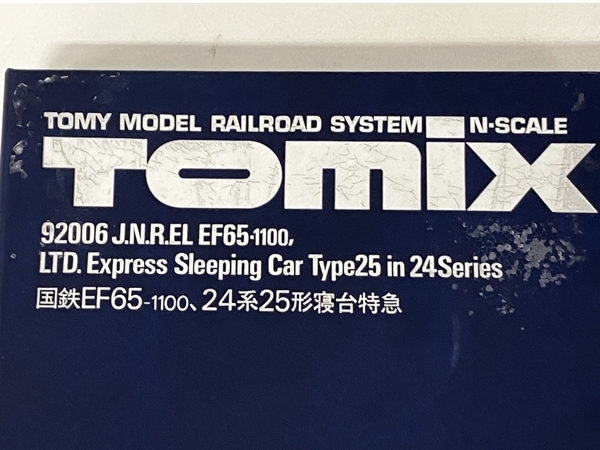 TOMY MODEL RAILROAD SYSTEM N-SCALE
TOMIX
92006 J.N.R.EL EF65-1100,
LTD. Express Sleeping Car Type25 in 24Series
国鉄EF65-1100、24系25形寝台特急